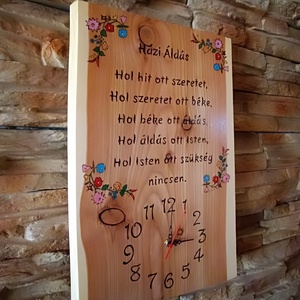 Házi Áldás
Hol hit ott szeretet,
Hol szeretet ott béke,
Hol béke ott áldás,
Hol áldás ott Isten,
Hol Isten ott szükség
nincsen.
11 12 1
10 2
9 3
8 4
7 6 5